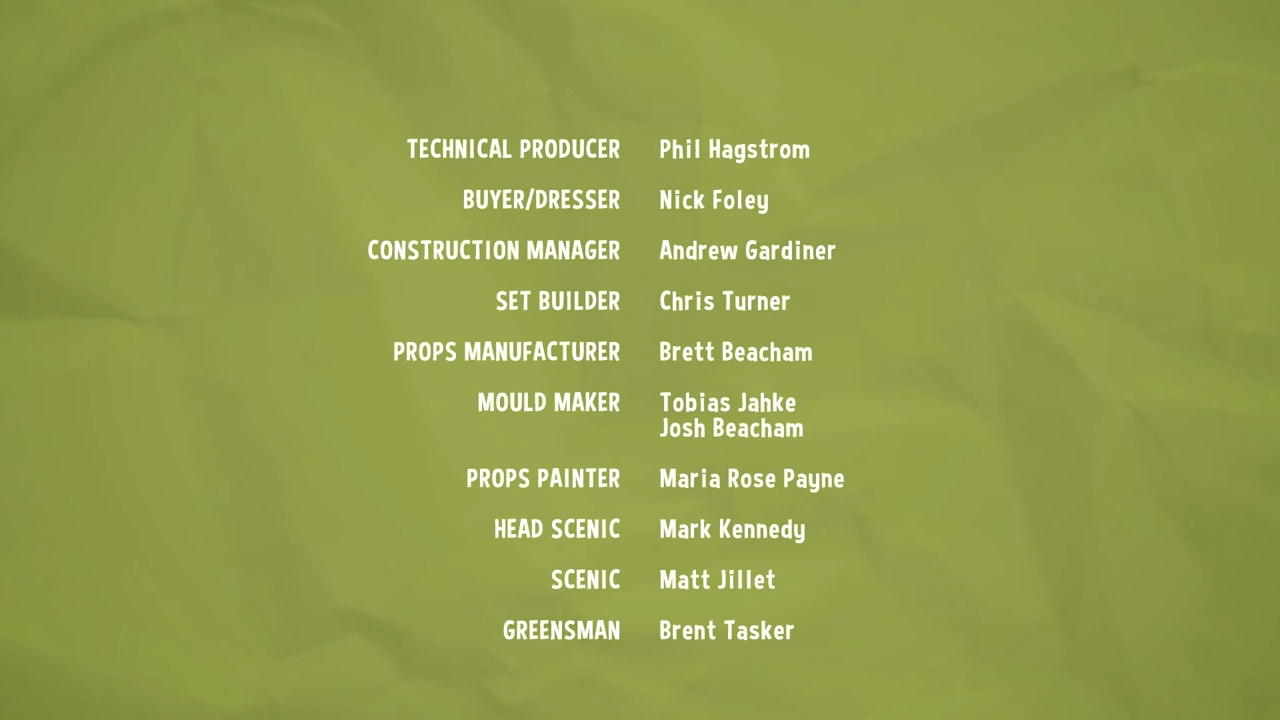 TECHNICAL PRODUCER Phil Hagstrom
BUYER/DRESSER Nick Foley
CONSTRUCTION MANAGER Andrew Gardiner
SET BUILDER Chris Turner
PROPS MANUFACTURER Brett Beacham
MOULD MAKER Tobias Jahke
Josh Beacham
PROPS PAINTER Maria Rose Payne
HEAD SCENIC Mark Kennedy
SCENIC Matt Jillet
GREENSMAN Brent Tasker